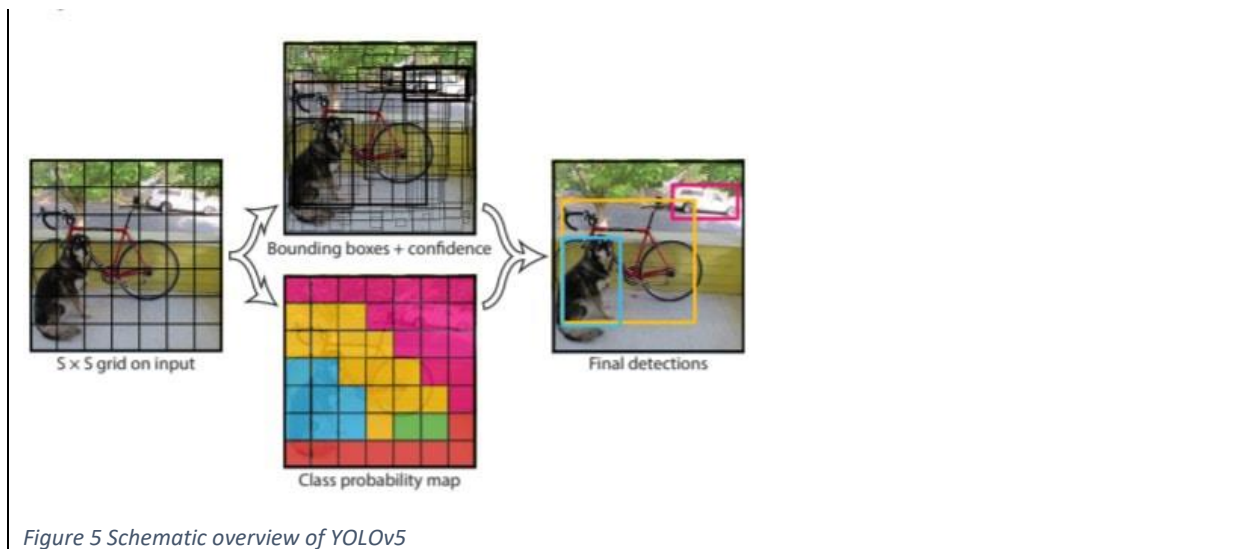 Bounding boxes + confidence
S × S grid on input
Final detections
Class probability map
Figure 5 Schematic overview of YOLOv5